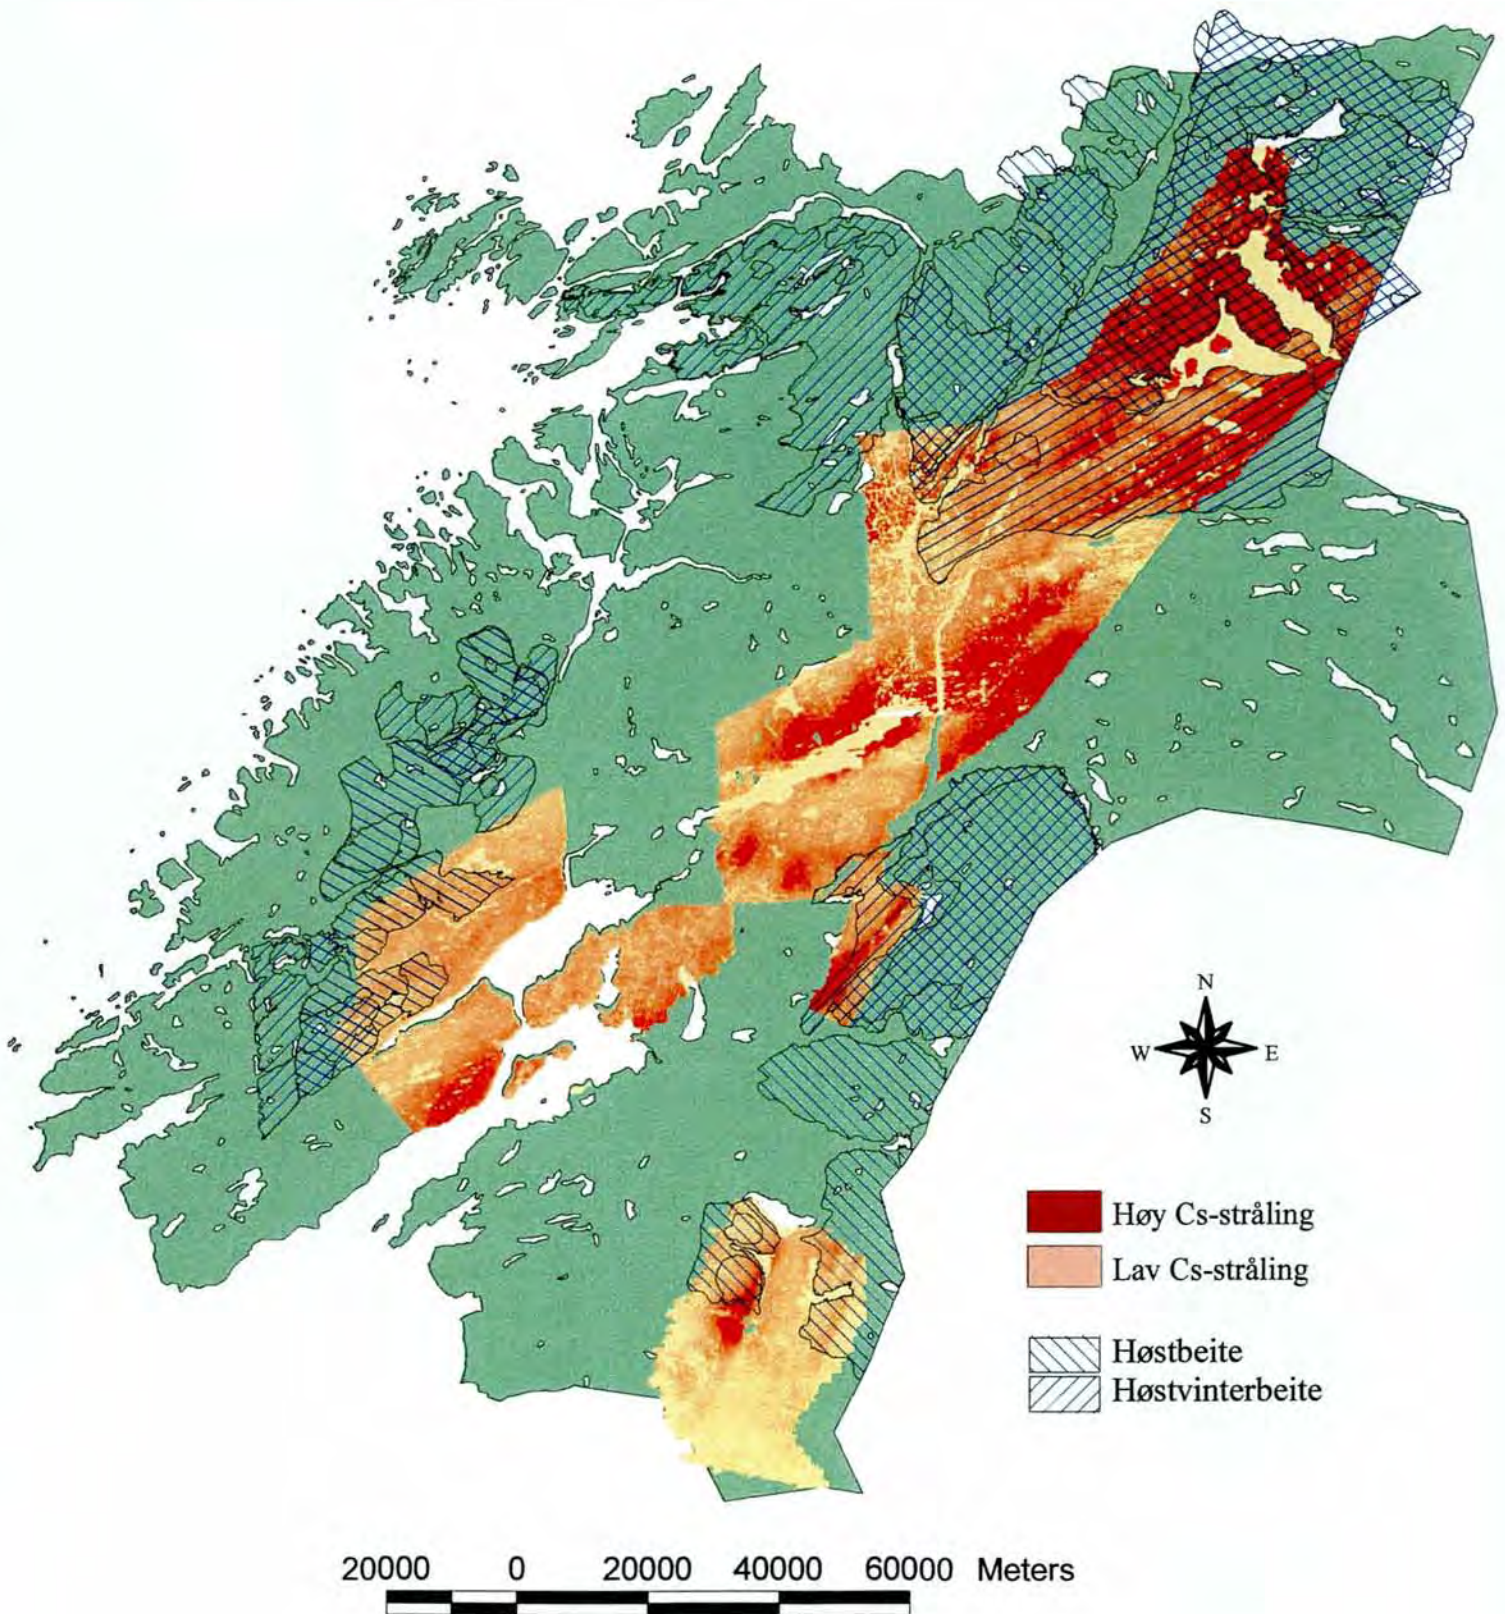 N
W E
S
Høy Cs-stråling
Lav Cs-stråling
Høstbeite
Høstvinterbeite
20000 0 20000 40000 60000 Meters